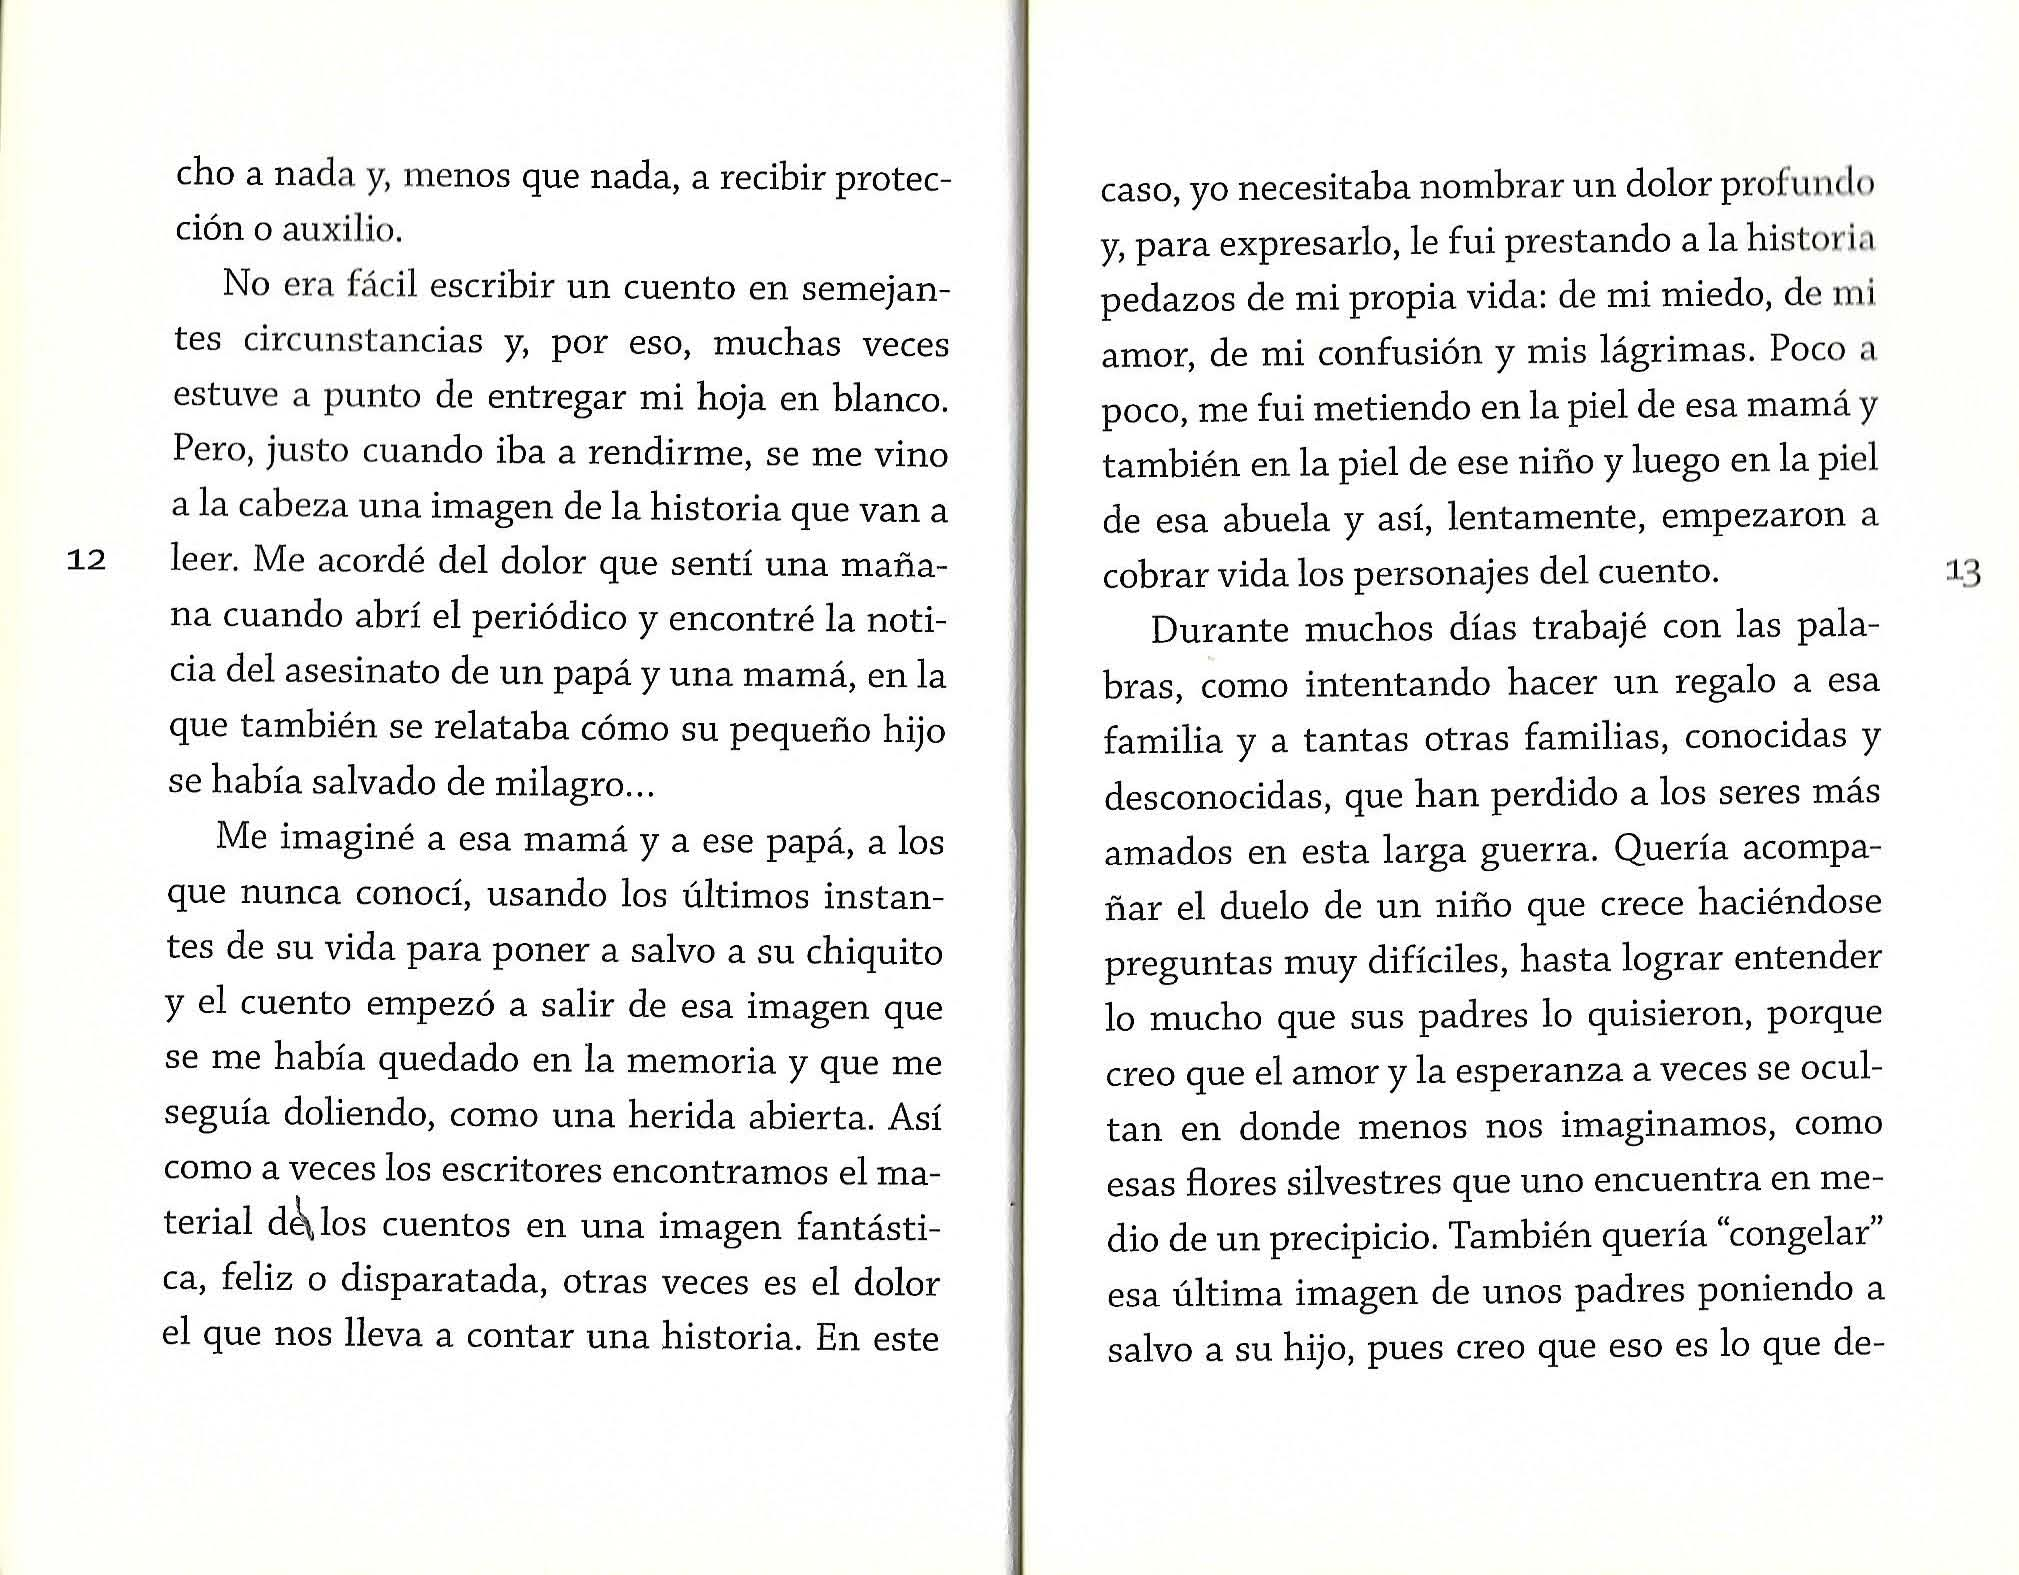 cho a nada y, menos que nada, a recibir protec-
ción o auxilio.
No era fácil escribir un cuento en semejan-
tes circunstancias y, por eso, muchas veces
estuve a punto de entregar mi hoja en blanco.
Pero, justo cuando iba a rendirme, se me vino
a la cabeza una imagen de la historia que van a
leer. Me acordé del dolor que sentí una maña-
na cuando abrí el periódico y encontré la noti-
cia del asesinato de un papá y una mamá, en la
que también se relataba cómo su pequeño hijo
se había salvado de milagro...
Me imaginé a esa mamá y a ese papá, a los
que nunca conocí, usando los últimos instan-
tes de su vida para poner a salvo a su chiquito
y el cuento empezó a salir de esa imagen que
se me había quedado en la memoria y que me
seguía doliendo, como una herida abierta. Así
como a veces los escritores encontramos el ma-
terial de los cuentos en una imagen fantásti-
ca, feliz o disparatada, otras veces es el dolor
el que nos lleva a contar una historia. En este
12
caso, yo necesitaba nombrar un dolor profundo
y, para expresarlo, le fui prestando a la historia
pedazos de mi propia vida: de mi miedo, de mi
amor, de mi confusión y mis lágrimas. Poco a
poco, me fui metiendo en la piel de esa mamá y
también en la piel de ese niño y luego en la piel
de esa abuela y así, lentamente, empezaron a
cobrar vida los personajes del cuento.
Durante muchos días trabajé con las pala-
bras, como intentando hacer un regalo a esa
familia y a tantas otras familias, conocidas y
desconocidas, que han perdido a los seres más
amados en esta larga guerra. Quería acompa-
ñar el duelo de un niño que crece haciéndose
preguntas muy difíciles, hasta lograr entender
lo mucho que sus padres lo quisieron, porque
creo que el amor y la esperanza a veces se ocul-
tan en donde menos nos imaginamos, como
esas flores silvestres que uno encuentra en me-
dio de un precipicio. También quería “congelar”
esa última imagen de unos padres poniendo a
salvo a su hijo, pues creo que eso es lo que de-
13